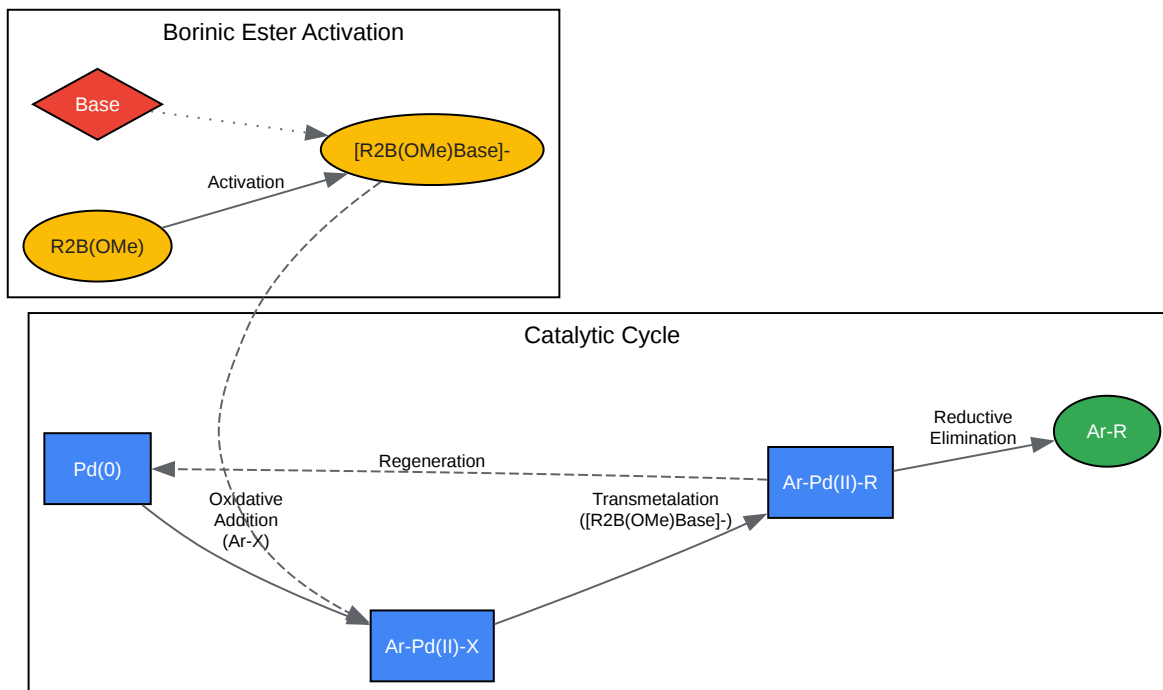 Borinic Ester Activation
Base
[R2B(OMe)Base]-
Activation
R2B(OMe)
Catalytic Cycle
Reductive
Elimination
Ar-R
Pd(0)
Regeneration
Ar-Pd(II)-R
Oxidative
Addition
(Ar-X)
Transmetalation
([R2B(OMe)Base]-)
Ar-Pd(II)-X